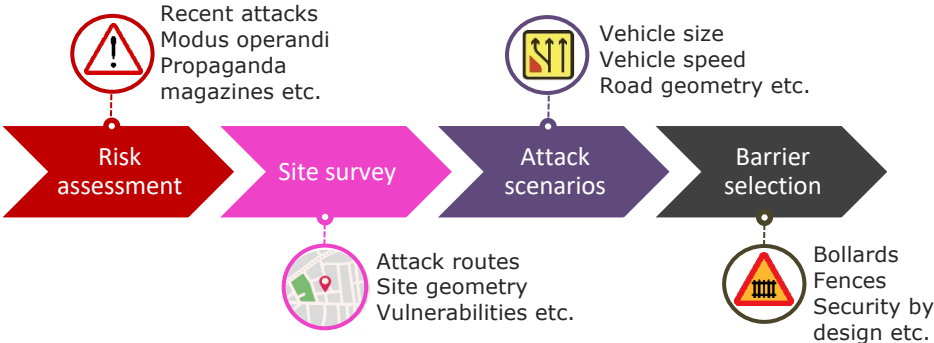 Recent attacks
Modus operandi
Propaganda
magazines etc.
Vehicle size
Vehicle speed
Road geometry etc.
Risk
assessment
Site survey
Attack
scenarios
Barrier
selection
Attack routes
Site geometry
Vulnerabilities etc.
Bollards
Fences
Security by
design etc.